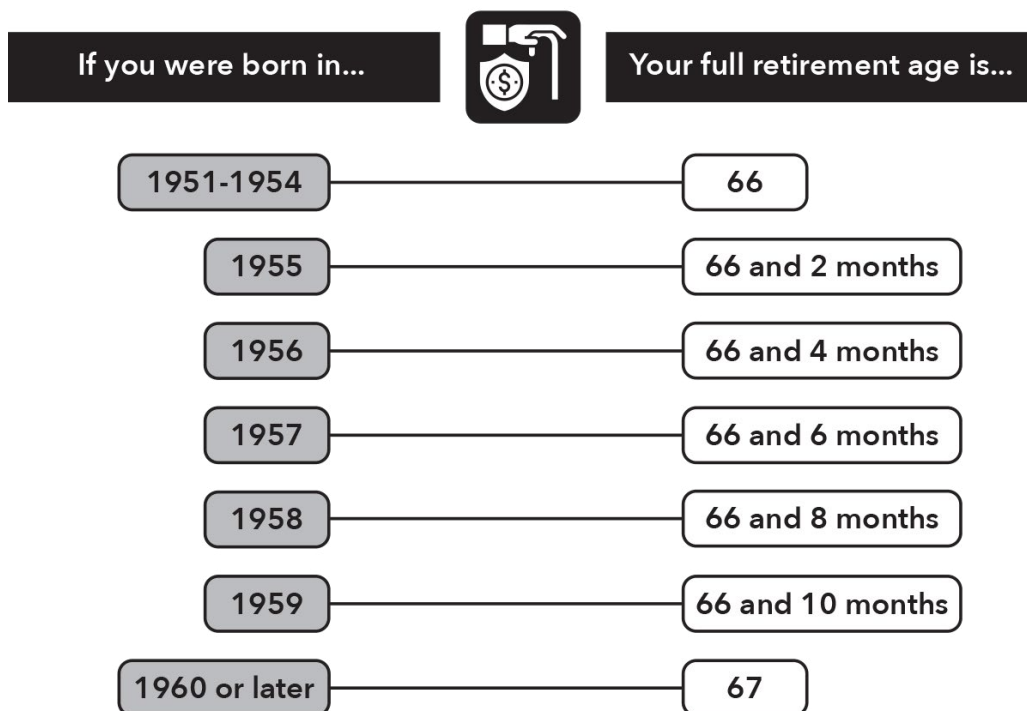 If you were born in... Your full retirement age is...
$
1951-1954 66
1955 66 and 2 months
1956 66 and 4 months
1957 66 and 6 months
1958 66 and 8 months
1959 66 and 10 months
1960 or later 67